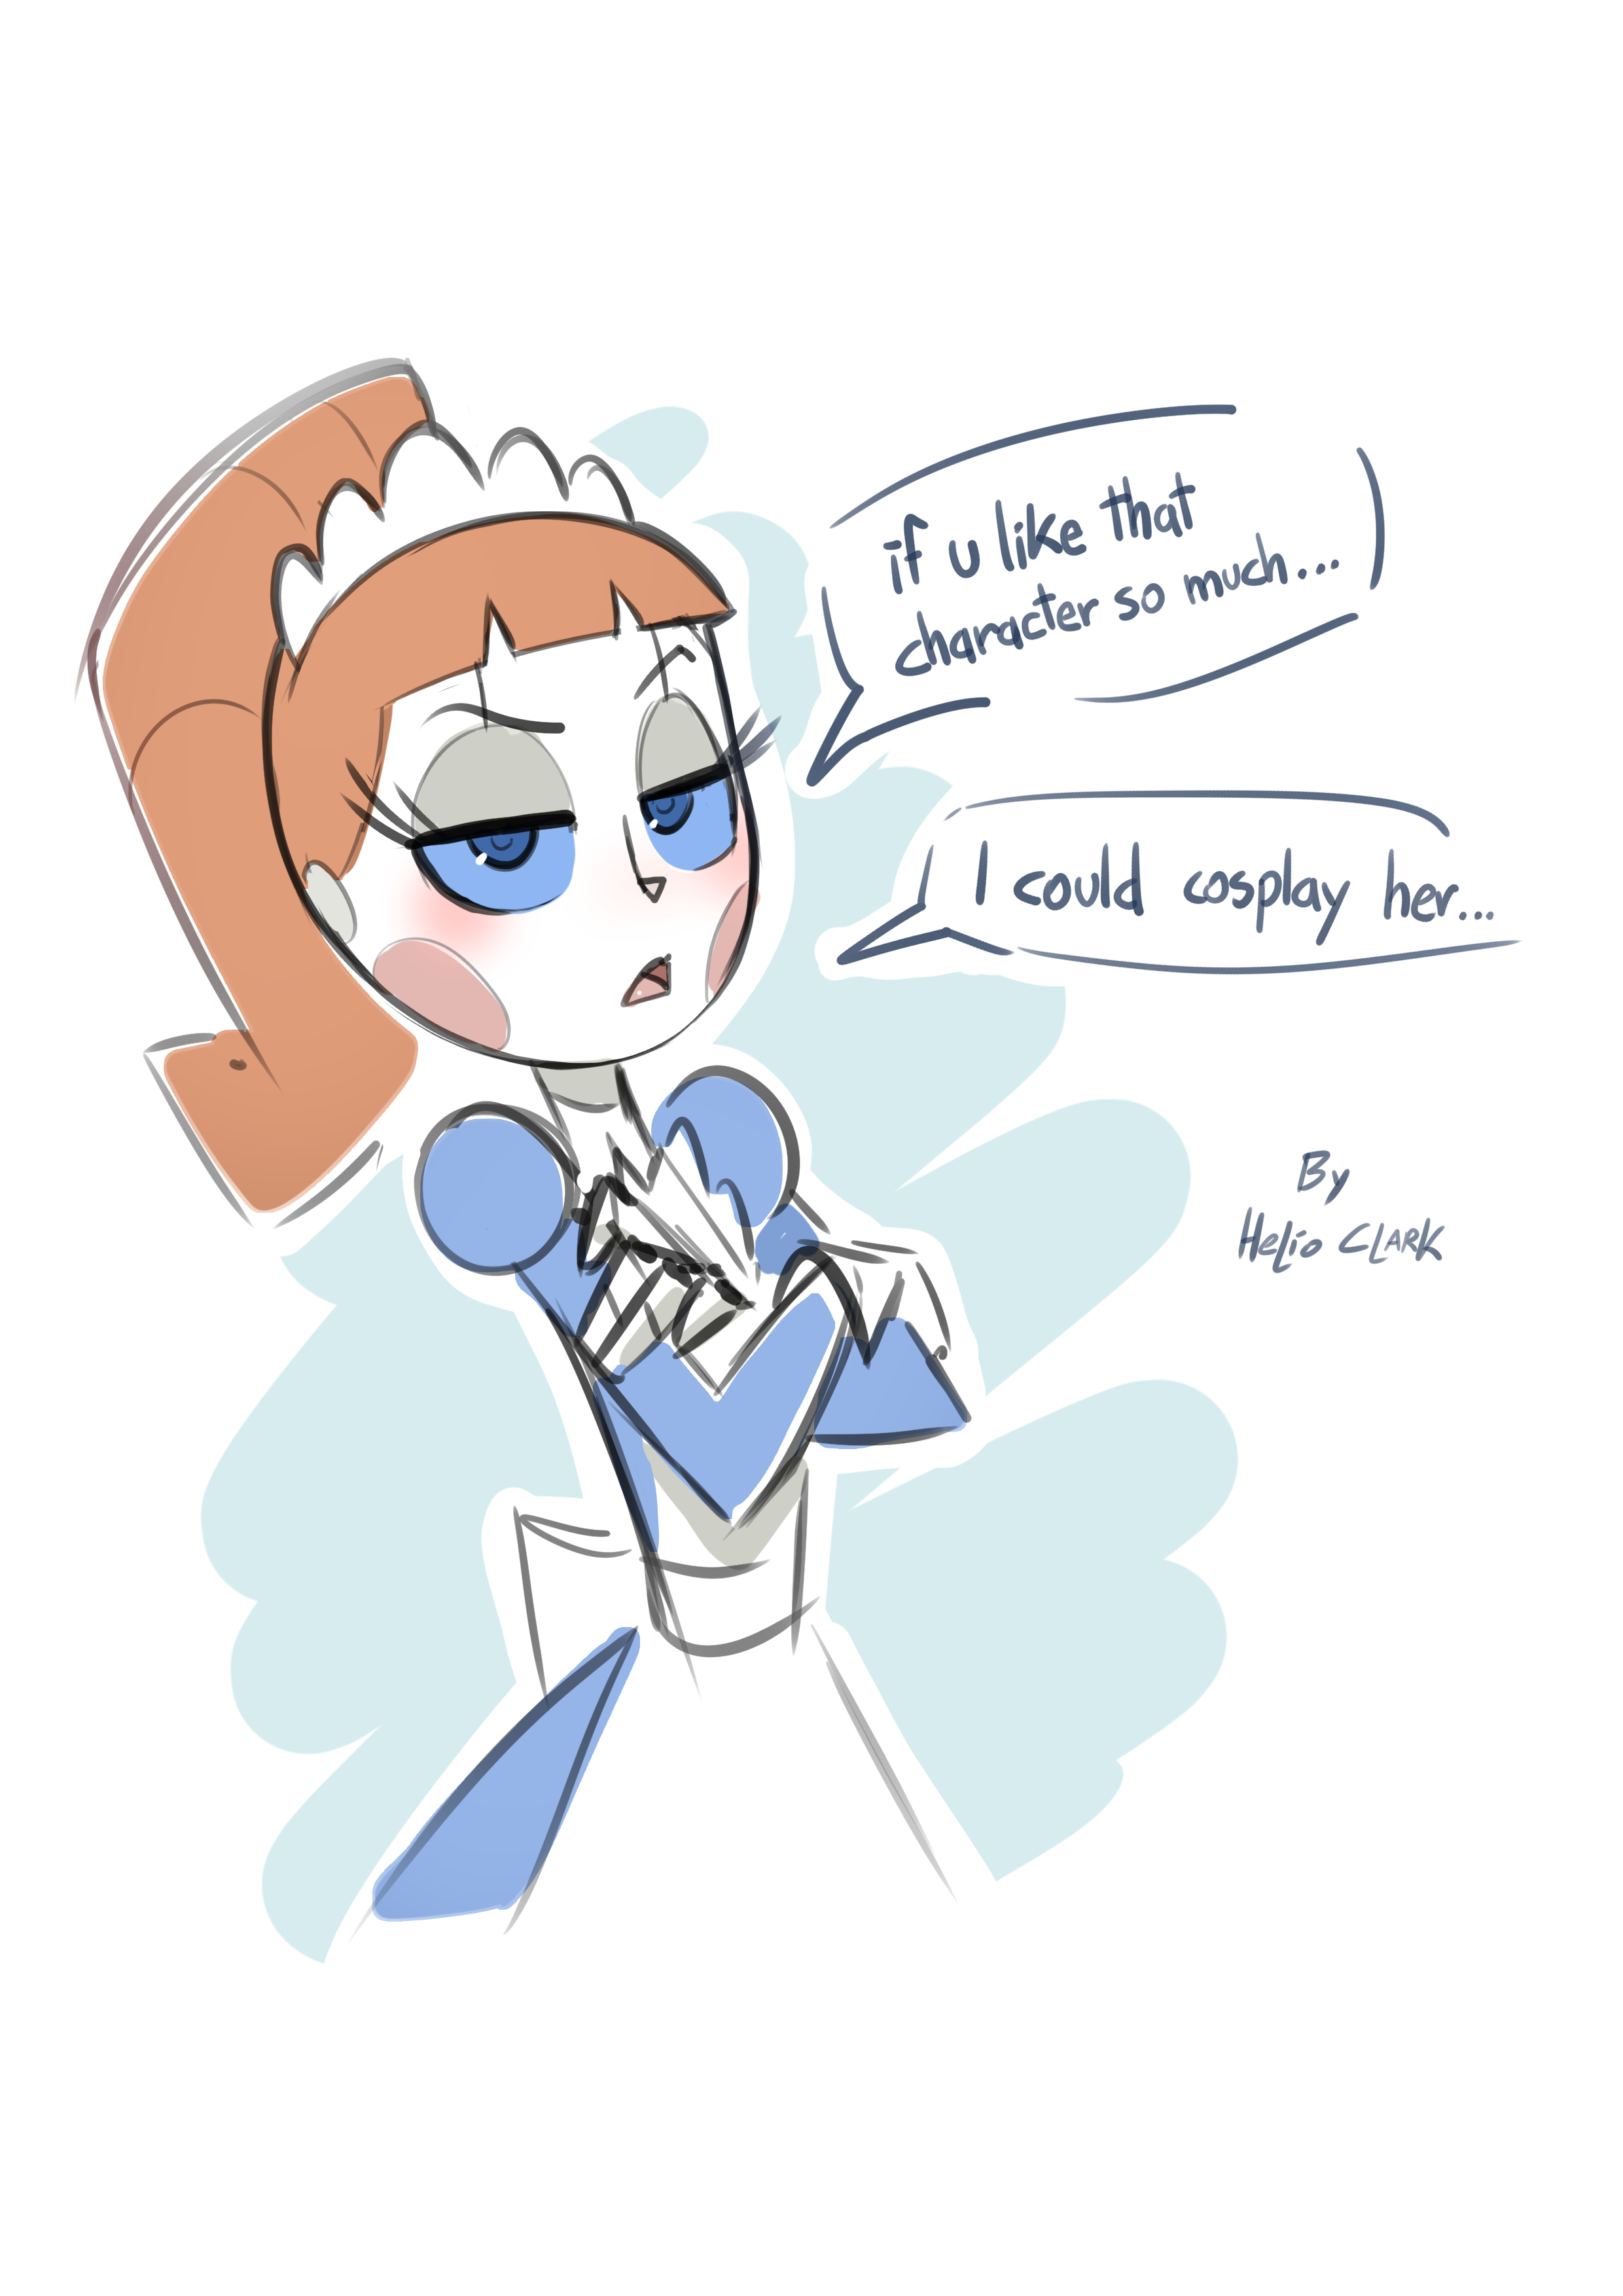 if u like that
character so much...
I could cosplay her...
By
Helio CLARK